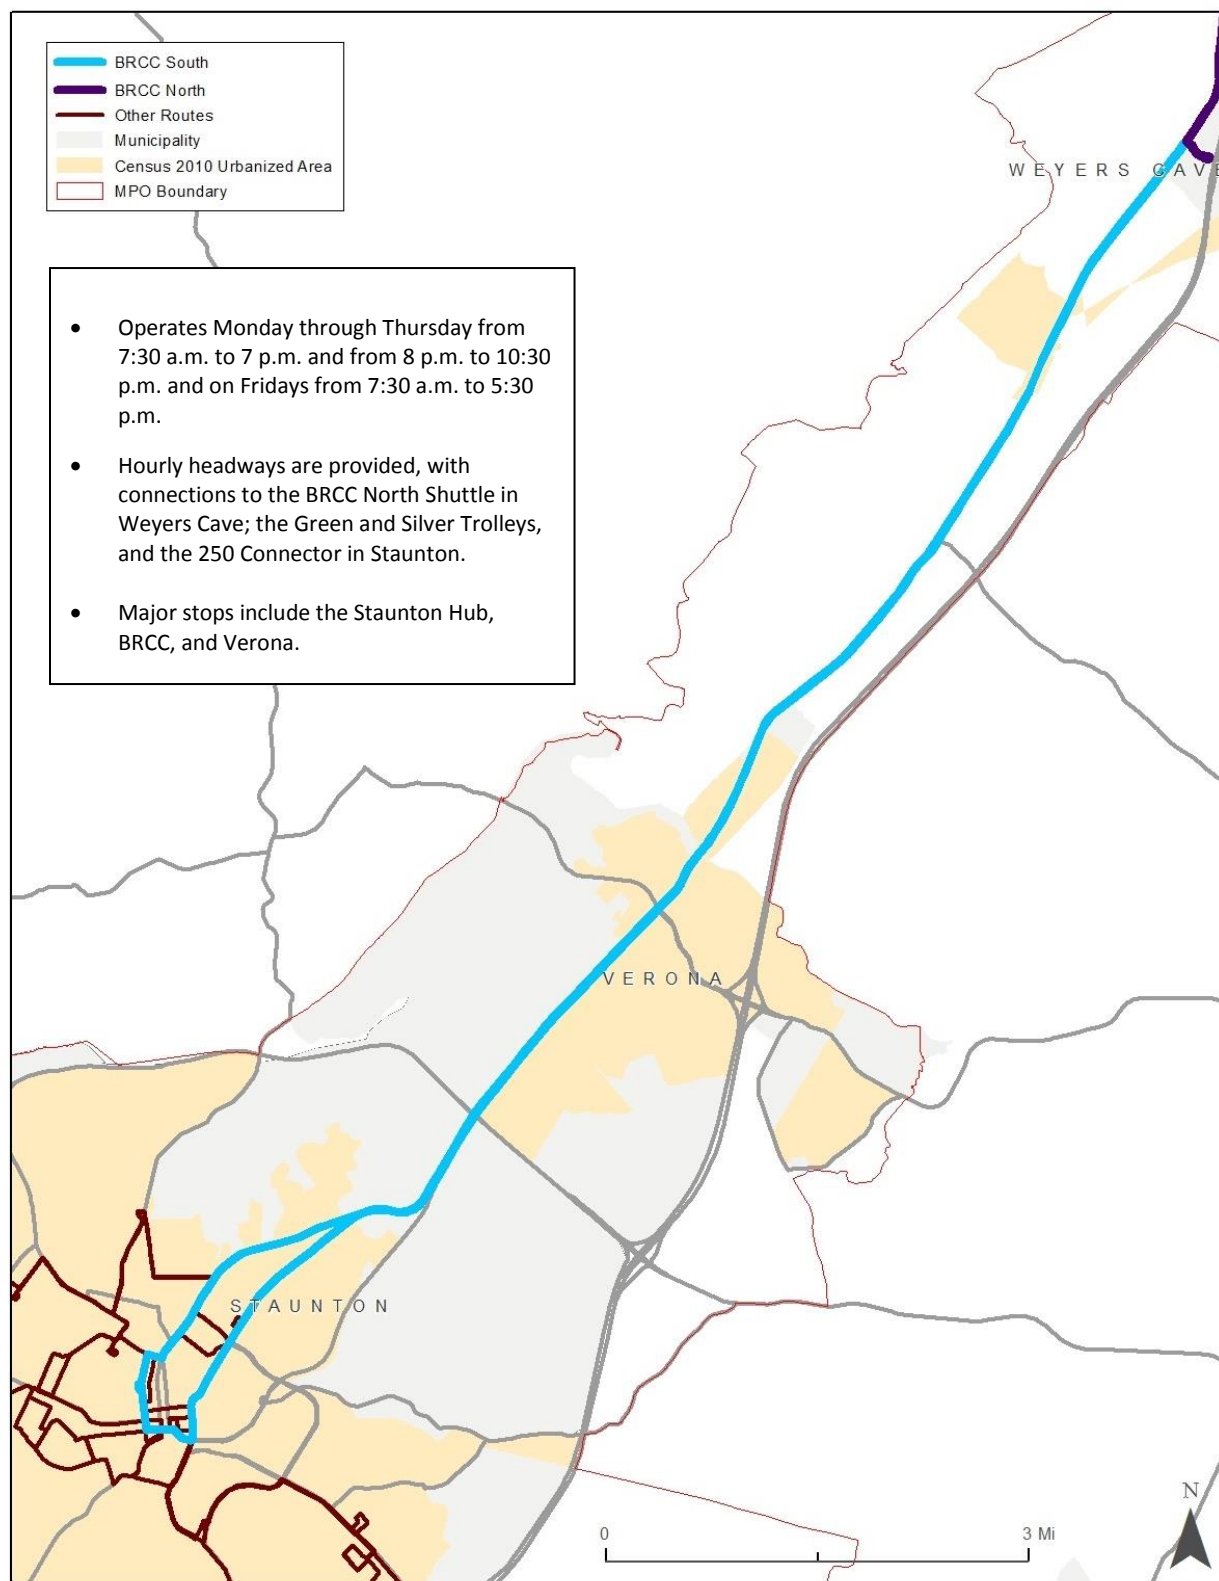 BRCC South
BRCC North
Other Routes
Municipality
Census 2010 Urbanized Area
MPO Boundary
WEYERS CAVE
• Operates Monday through Thursday from
7:30 a.m. to 7 p.m. and from 8 p.m. to 10:30
p.m. and on Fridays from 7:30 a.m. to 5:30
p.m.
• Hourly headways are provided, with
connections to the BRCC North Shuttle in
Weyers Cave; the Green and Silver Trolleys,
and the 250 Connector in Staunton.
• Major stops include the Staunton Hub,
BRCC, and Verona.
VERONA
STAUNTON
N
0 3 Mi